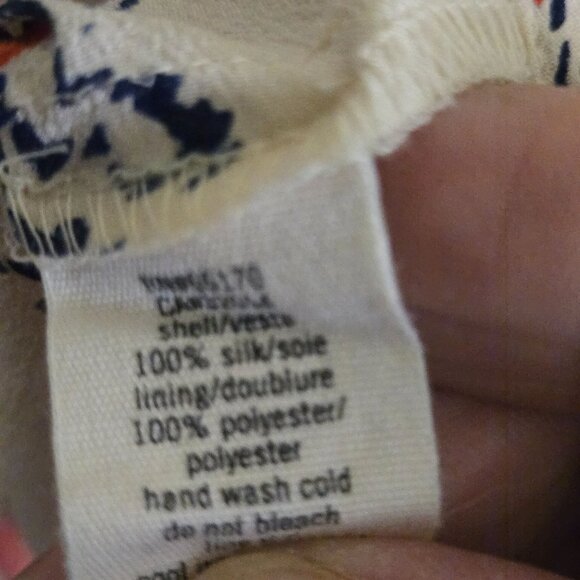 shell/veste
100% silk/soie
lining/doublure
100% polyester/
polyester
hand wash cold
do not bleach